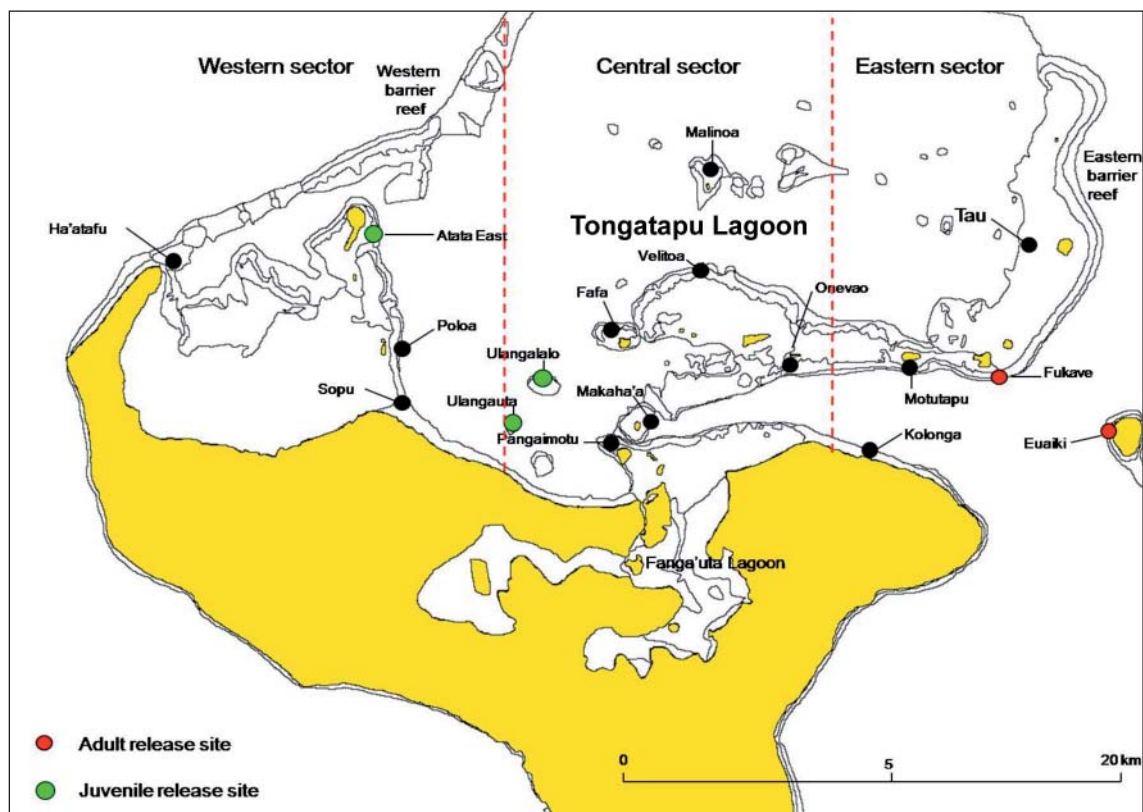 Western sector
Central sector
Eastern sector
Western
barrier
reef
Malinoa
Eastern
barrier
reef
Ha'atafu
Atata East
Tongatapu Lagoon
Tau
Velitoa
Onevao
Fafa
Poloa
Ulangalalo
Sopu
Ulangauta
Makaha'a
Motutapu
Fukave
Pangaimotu
Kolonga
Euaiki
Fanga'uta Lagoon
Adult release site
Juvenile release site
0
5
20 km